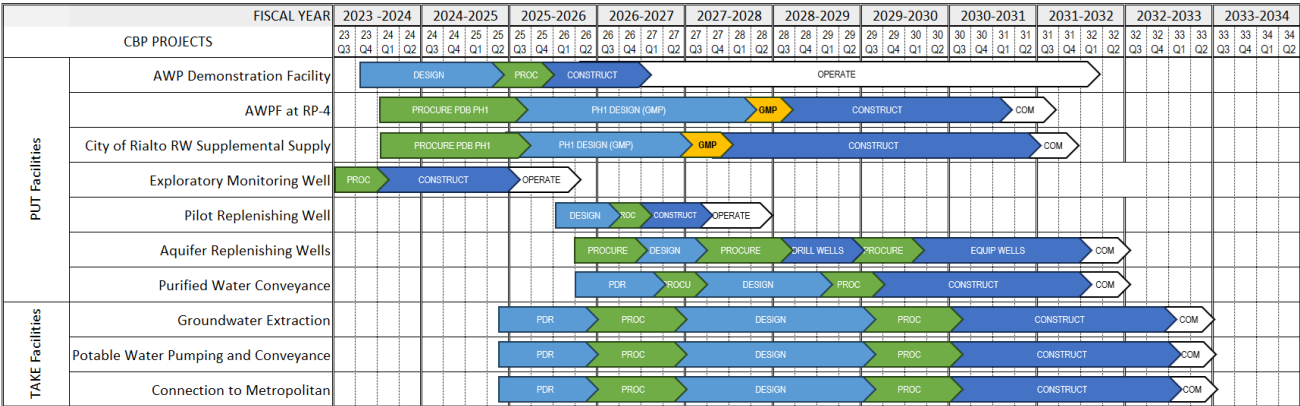 FISCAL YEAR 2023 -2024 2024-2025 2025-2026 2026-2027 2027-2028 2028-2029 2029-2030 2030-2031 2031-2032 2032-2033 2033-2034
CBP PROJECTS 23 Q3 23 Q4 24 Q1 24 Q2 24 Q3 24 Q4 25 Q1 25 Q2 25 Q3 25 Q4 26 Q1 26 Q2 26 Q3 26 Q4 27 Q1 27 Q2 27 Q3 27 Q4 28 Q1 28 Q2 28 Q3 28 Q4 29 Q1 29 Q2 29 Q3 29 Q4 30 Q1 30 Q2 30 Q3 30 Q4 31 Q1 31 Q2 31 Q3 31 Q4 32 Q1 32 Q2 32 Q3 32 Q4 33 Q1 33 Q2 33 Q3 33 Q4 34 Q1 34 Q2
PUT Facilities
AWP Demonstration Facility DESIGN PROC CONSTRUCT OPERATE
AWPF at RP-4 PROCURE PDB PH1 PH1 DESIGN (GMP) GMP CONSTRUCT COM
City of Rialto RW Supplemental Supply PROCURE PDB PH1 PH1 DESIGN (GMP) GMP CONSTRUCT COM
Exploratory Monitoring Well PROC CONSTRUCT OPERATE
Pilot Replenishing Well DESIGN ROC CONSTRUCT OPERATE
Aquifer Replenishing Wells PROCURE DESIGN PROCURE DRILL WELLS PROCURE EQUIP WELLS COM
Purified Water Conveyance PDR ROCU DESIGN PROC CONSTRUCT COM
TAKE Facilities
Groundwater Extraction PDR PROC DESIGN PROC CONSTRUCT COM
Potable Water Pumping and Conveyance PDR PROC DESIGN PROC CONSTRUCT COM
Connection to Metropolitan PDR PROC DESIGN PROC CONSTRUCT COM